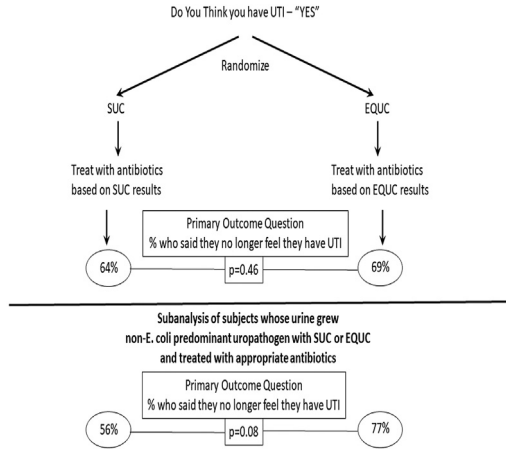 Do You Think you have UTI – “YES”
Randomize
SUC
EQUC
Treat with antibiotics
based on SUC results
Treat with antibiotics
based on EQUC results
Primary Outcome Question
% who said they no longer feel they have UTI
64%
p=0.46
69%
Subanalysis of subjects whose urine grew
non-E. coli predominant uropathogen with SUC or EQUC
and treated with appropriate antibiotics
Primary Outcome Question
% who said they no longer feel they have UTI
56%
p=0.08
77%